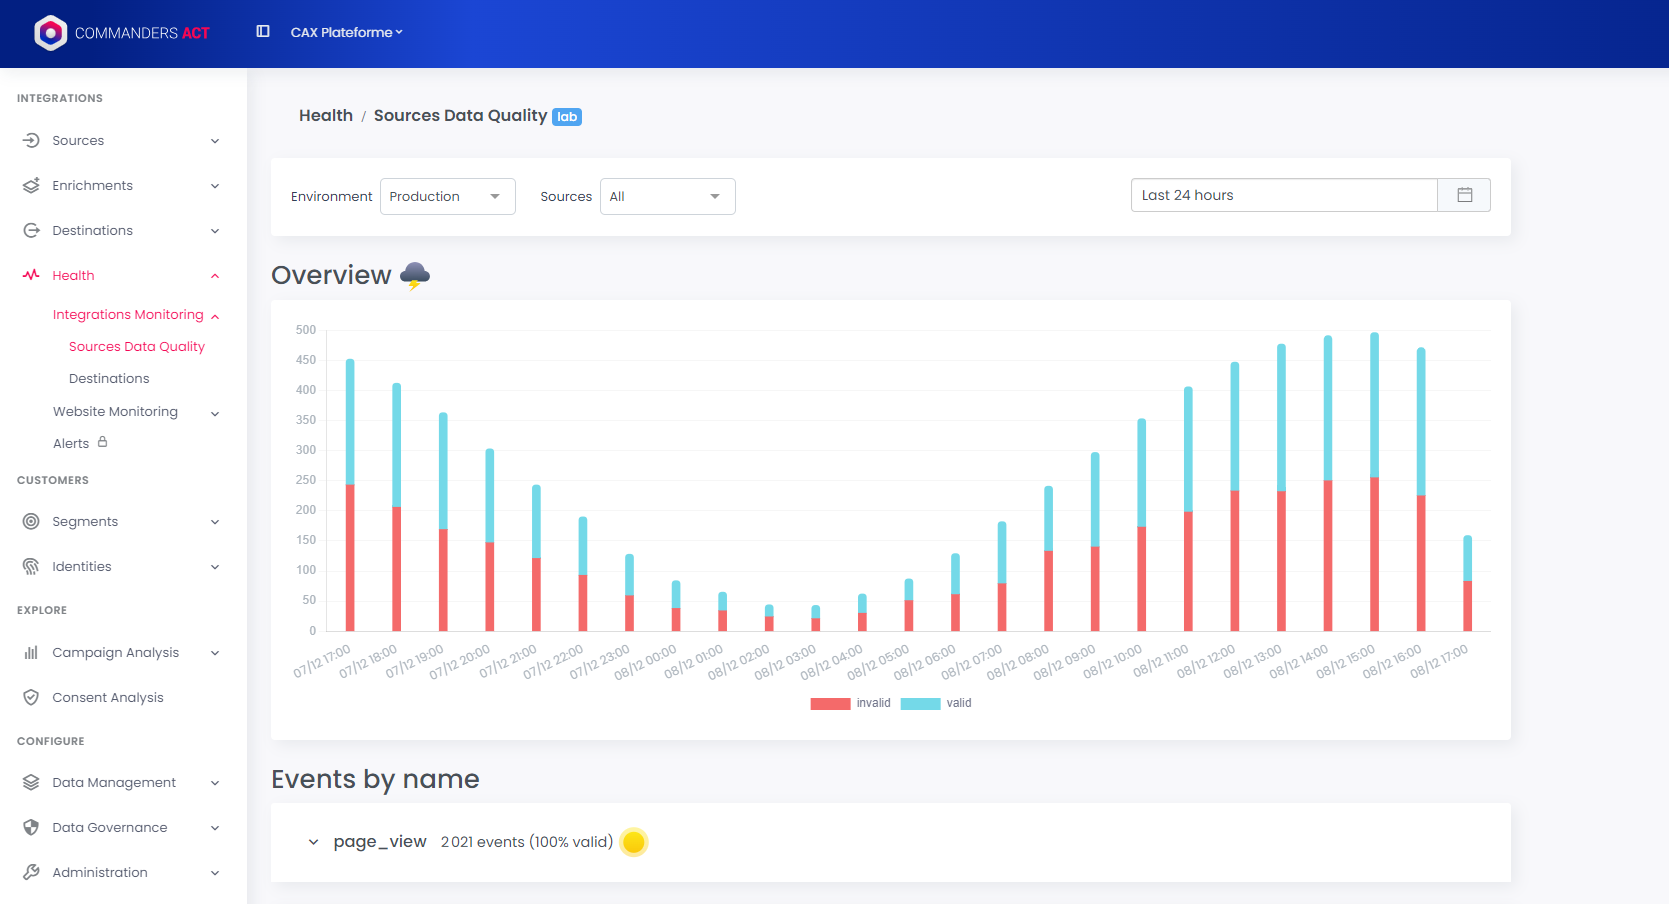 COMMANDERS ACT
CAX Plateforme
INTEGRATIONS
Sources
Enrichments
Destinations
Health
Integrations Monitoring
Sources Data Quality
Destinations
Website Monitoring
Alerts
CUSTOMERS
Segments
Identities
EXPLORE
Campaign Analysis
Consent Analysis
CONFIGURE
Data Management
Data Governance
Administration
Health / Sources Data Quality lab
Environment Production Sources All Last 24 hours
Overview
500
450
400
350
300
250
200
150
100
50
0
07/12 17:00 07/12 18:00 07/12 19:00 07/12 20:00 07/12 21:00 07/12 22:00 07/12 23:00 08/12 00:00 08/12 01:00 08/12 02:00 08/12 03:00 08/12 04:00 08/12 05:00 08/12 06:00 08/12 07:00 08/12 08:00 08/12 09:00 08/12 10:00 08/12 11:00 08/12 12:00 08/12 13:00 08/12 14:00 08/12 15:00 08/12 16:00 08/12 17:00
invalid valid
Events by name
page_view 2 021 events (100% valid)